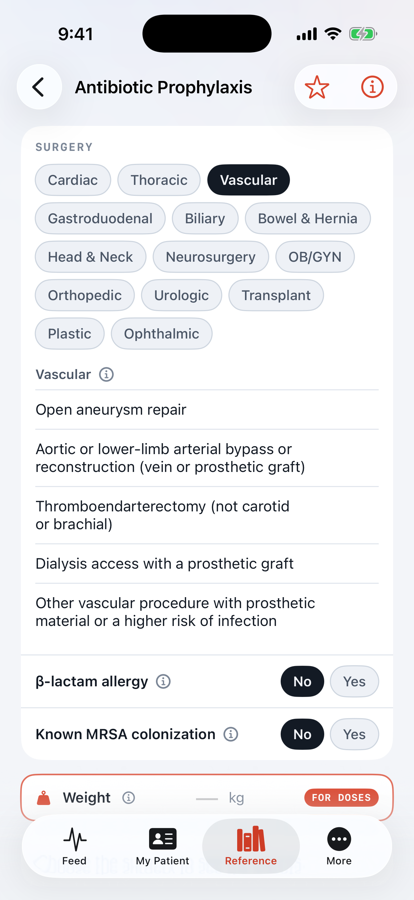 9:41
Antibiotic Prophylaxis
SURGERY
Cardiac Thoracic Vascular
Gastroduodenal Biliary Bowel & Hernia
Head & Neck Neurosurgery OB/GYN
Orthopedic Urologic Transplant
Plastic Ophthalmic
Vascular
Open aneurysm repair
Aortic or lower-limb arterial bypass or
reconstruction (vein or prosthetic graft)
Thromboendarterectomy (not carotid
or brachial)
Dialysis access with a prosthetic graft
Other vascular procedure with prosthetic
material or a higher risk of infection
β-lactam allergy No Yes
Known MRSA colonization No Yes
Weight — kg FOR DOSES
Feed My Patient Reference More